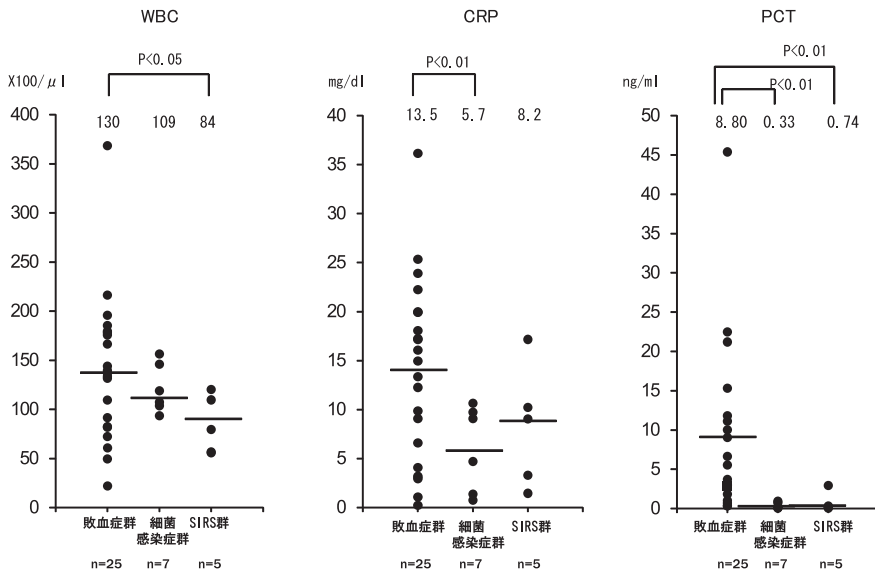 WBC
P<0.05
X100/μl
130 109 84
400
350
300
250
200
150
100
50
0
敗血症群 細菌感染症群 SIRS群
n=25 n=7 n=5
CRP
P<0.01
mg/dl
13.5 5.7 8.2
40
35
30
25
20
15
10
5
0
敗血症群 細菌感染症群 SIRS群
n=25 n=7 n=5
PCT
P<0.01
P<0.01
ng/ml
8.80 0.33 0.74
50
45
40
35
30
25
20
15
10
5
0
敗血症群 細菌感染症群 SIRS群
n=25 n=7 n=5